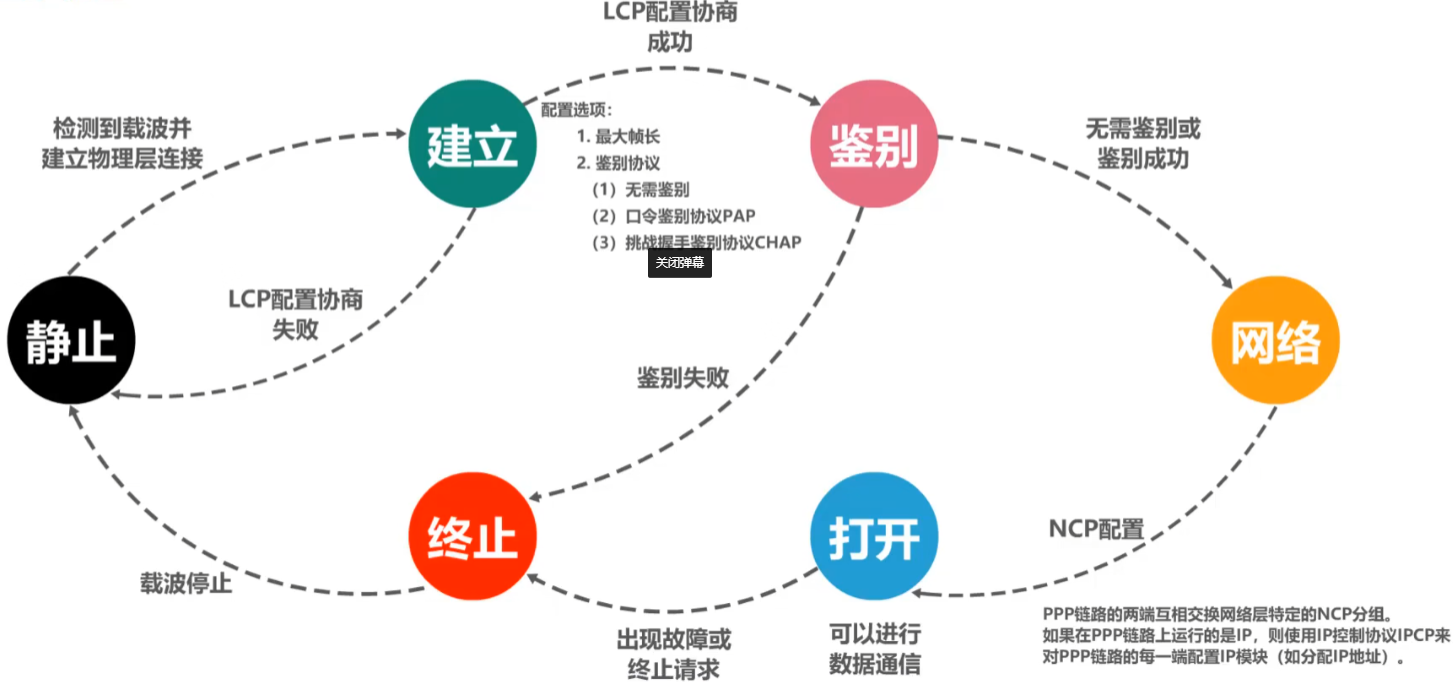 LCP配置协商
成功
检测到载波并
建立物理层连接
建立
配置选项：
1. 最大帧长
2. 鉴别协议
（1）无需鉴别
（2）口令鉴别协议PAP
（3）挑战握手鉴别协议CHAP
关闭弹幕
鉴别
无需鉴别或
鉴别成功
静止
LCP配置协商
失败
鉴别失败
网络
终止
打开
NCP配置
载波停止
出现故障或
终止请求
可以进行
数据通信
PPP链路的两端互相交换网络层特定的NCP分组。
如果在PPP链路上运行的是IP，则使用IP控制协议IPCP来
对PPP链路的每一端配置IP模块（如分配IP地址）。